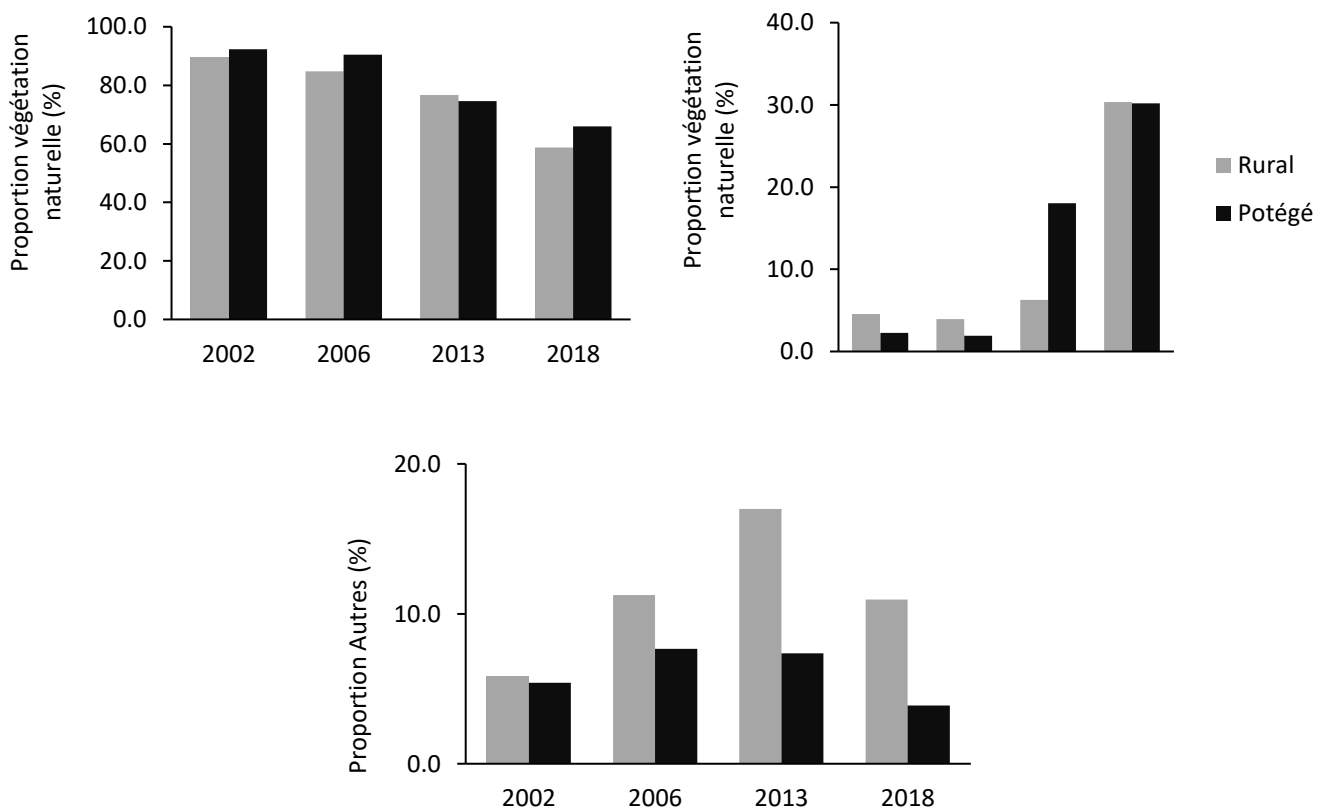 Proportion végétation
naturelle (%)
100.0
80.0
60.0
40.0
20.0
0.0
2002 2006 2013 2018
Proportion végétation
naturelle (%)
40.0
30.0
20.0
10.0
0.0
Rural
Potégé
Proportion Autres (%)
20.0
10.0
0.0
2002 2006 2013 2018